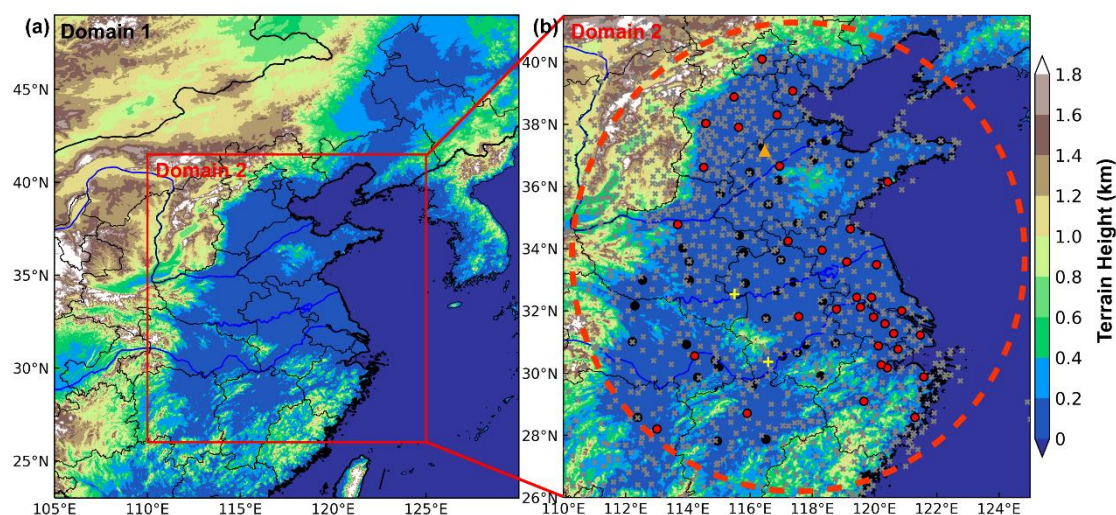 (a) Domain 1
Domain 2
45°N
40°N
35°N
30°N
25°N
105°E 110°E 115°E 120°E 125°E
(b) Domain 2
40°N
38°N
36°N
34°N
32°N
30°N
28°N
26°N
110°E 112°E 114°E 116°E 118°E 120°E 122°E 124°E
1.8
1.6
1.4
1.2
1.0
0.8
0.6
0.4
0.2
0
Terrain Height (km)